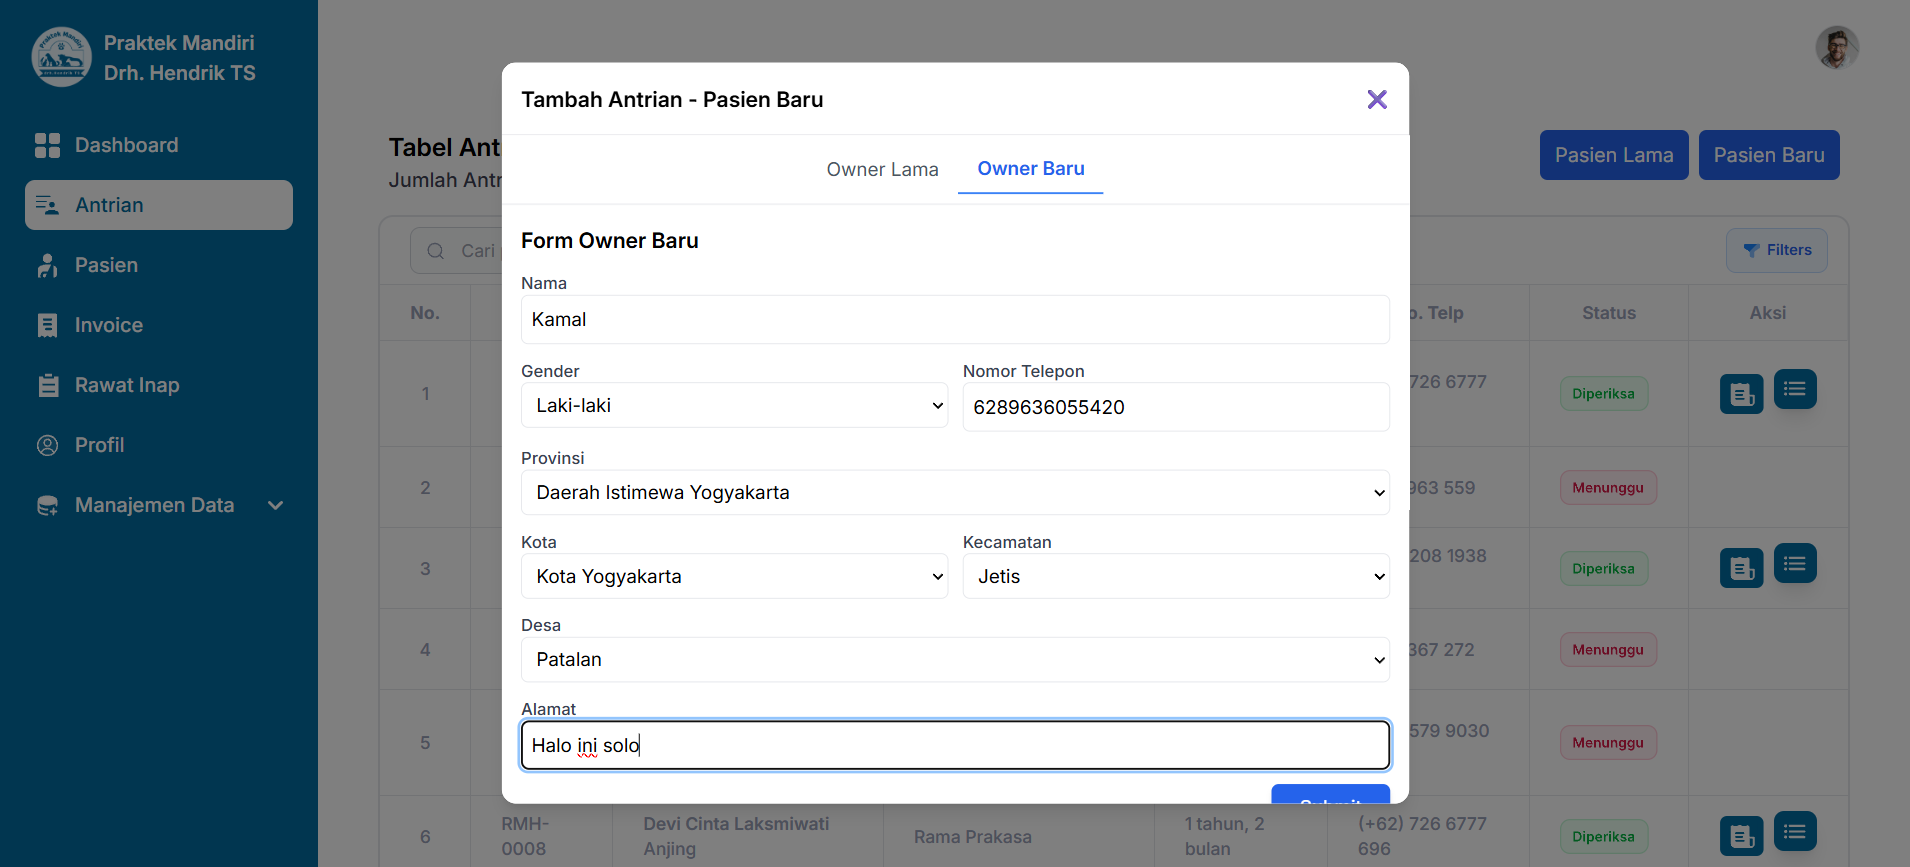 Praktek Mandiri
Drh. Hendrik TS
Dashboard
Antrian
Pasien
Invoice
Rawat Inap
Profil
Manajemen Data
Tabel Ant
Jumlah Antr
Pasien Lama
Pasien Baru
Cari
Filters
No.
o. Telp
Status
Aksi
1
726 6777
Diperiksa
2
963 559
Menunggu
3
208 1938
Diperiksa
4
367 272
Menunggu
5
579 9030
Menunggu
6
RMH-
0008
Devi Cinta Laksmiwati
Anjing
Rama Prakasa
1 tahun, 2
bulan
(+62) 726 6777
696
Diperiksa
Tambah Antrian - Pasien Baru
Owner Lama
Owner Baru
Form Owner Baru
Nama
Kamal
Gender
Laki-laki
Nomor Telepon
6289636055420
Provinsi
Daerah Istimewa Yogyakarta
Kota
Kota Yogyakarta
Kecamatan
Jetis
Desa
Patalan
Alamat
Halo ini solo
Submit